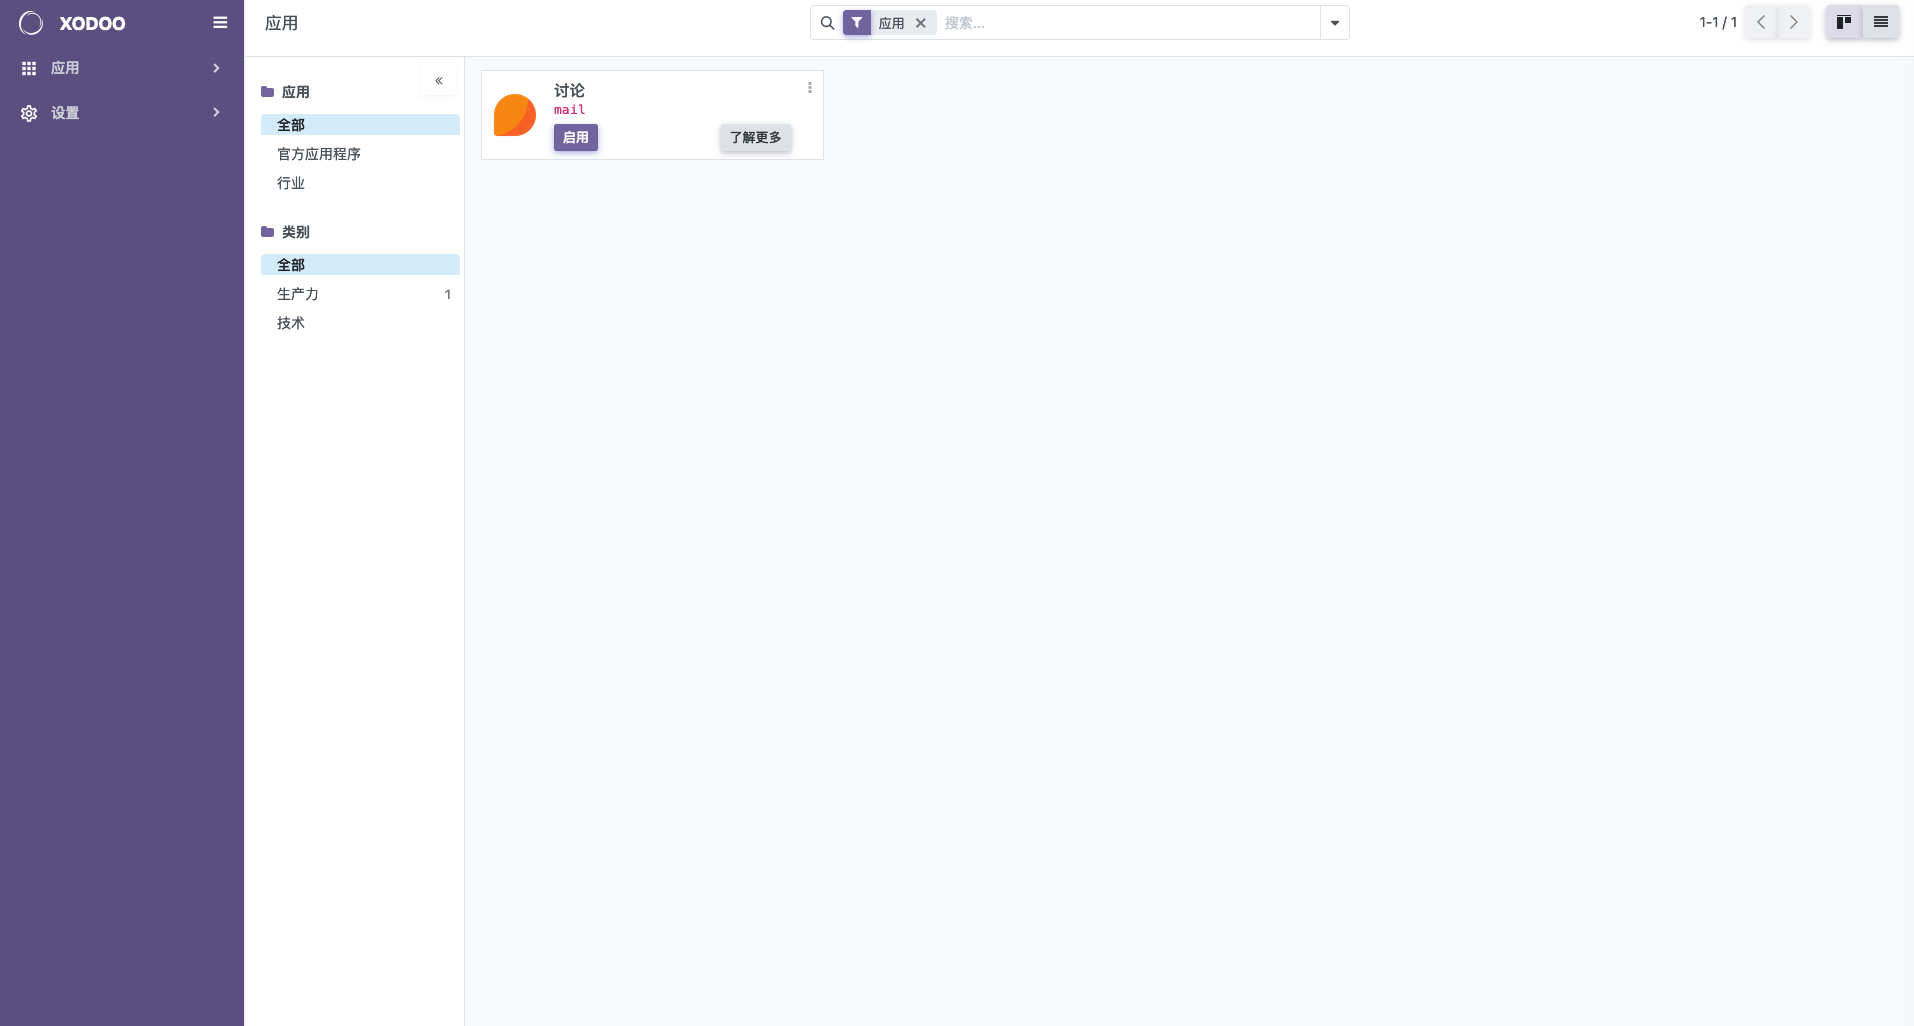 XODOO
应用
设置
应用
应用
搜索...
1-1 / 1
应用
全部
官方应用程序
行业
类别
全部
生产力 1
技术
讨论
mail
启用
了解更多